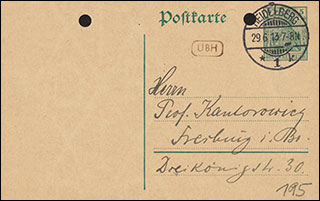 Postkarte
HEIDELBERG
29.6.13.7-8N
* 1 k
UBH
Herrn
Prof. Kantorowicz
Freiburg i. Br.
Dreikönigstr. 30.
195